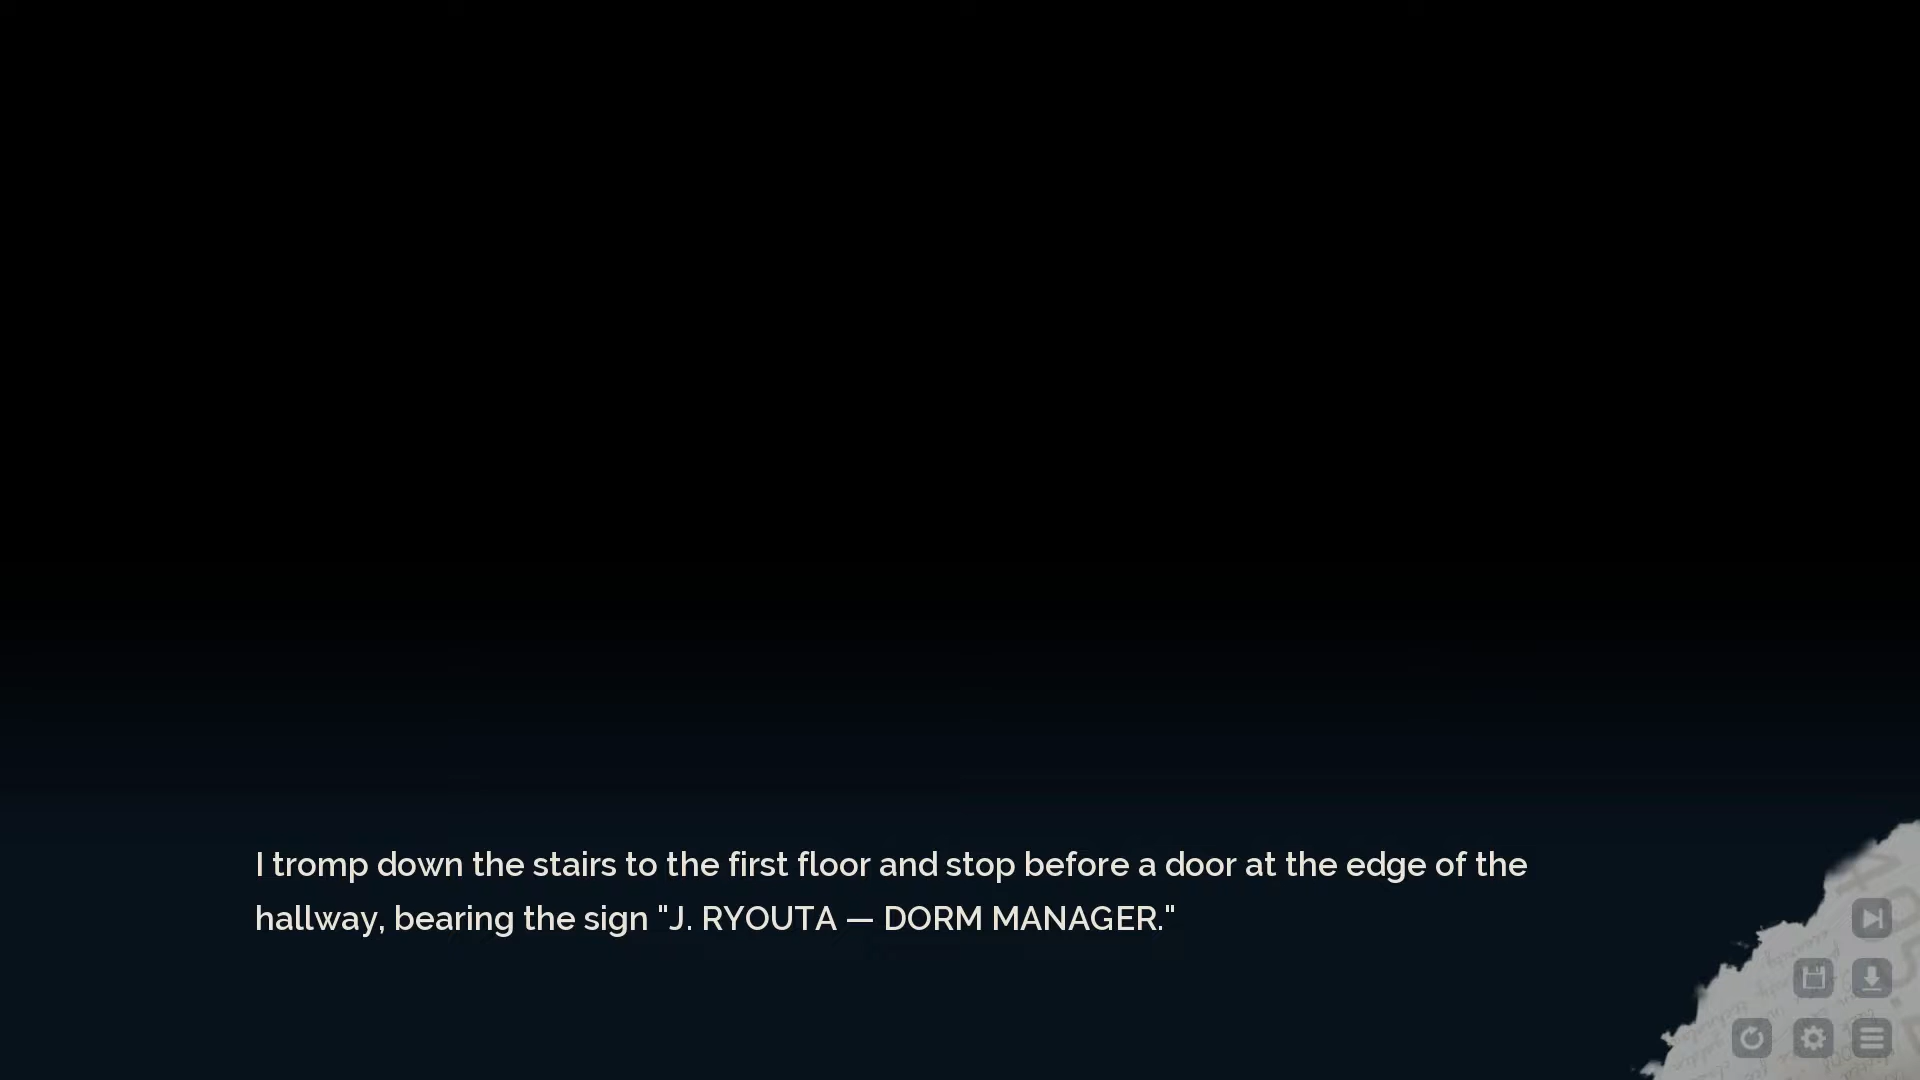 I tromp down the stairs to the first floor and stop before a door at the edge of the
hallway, bearing the sign "J. RYOUTA — DORM MANAGER."